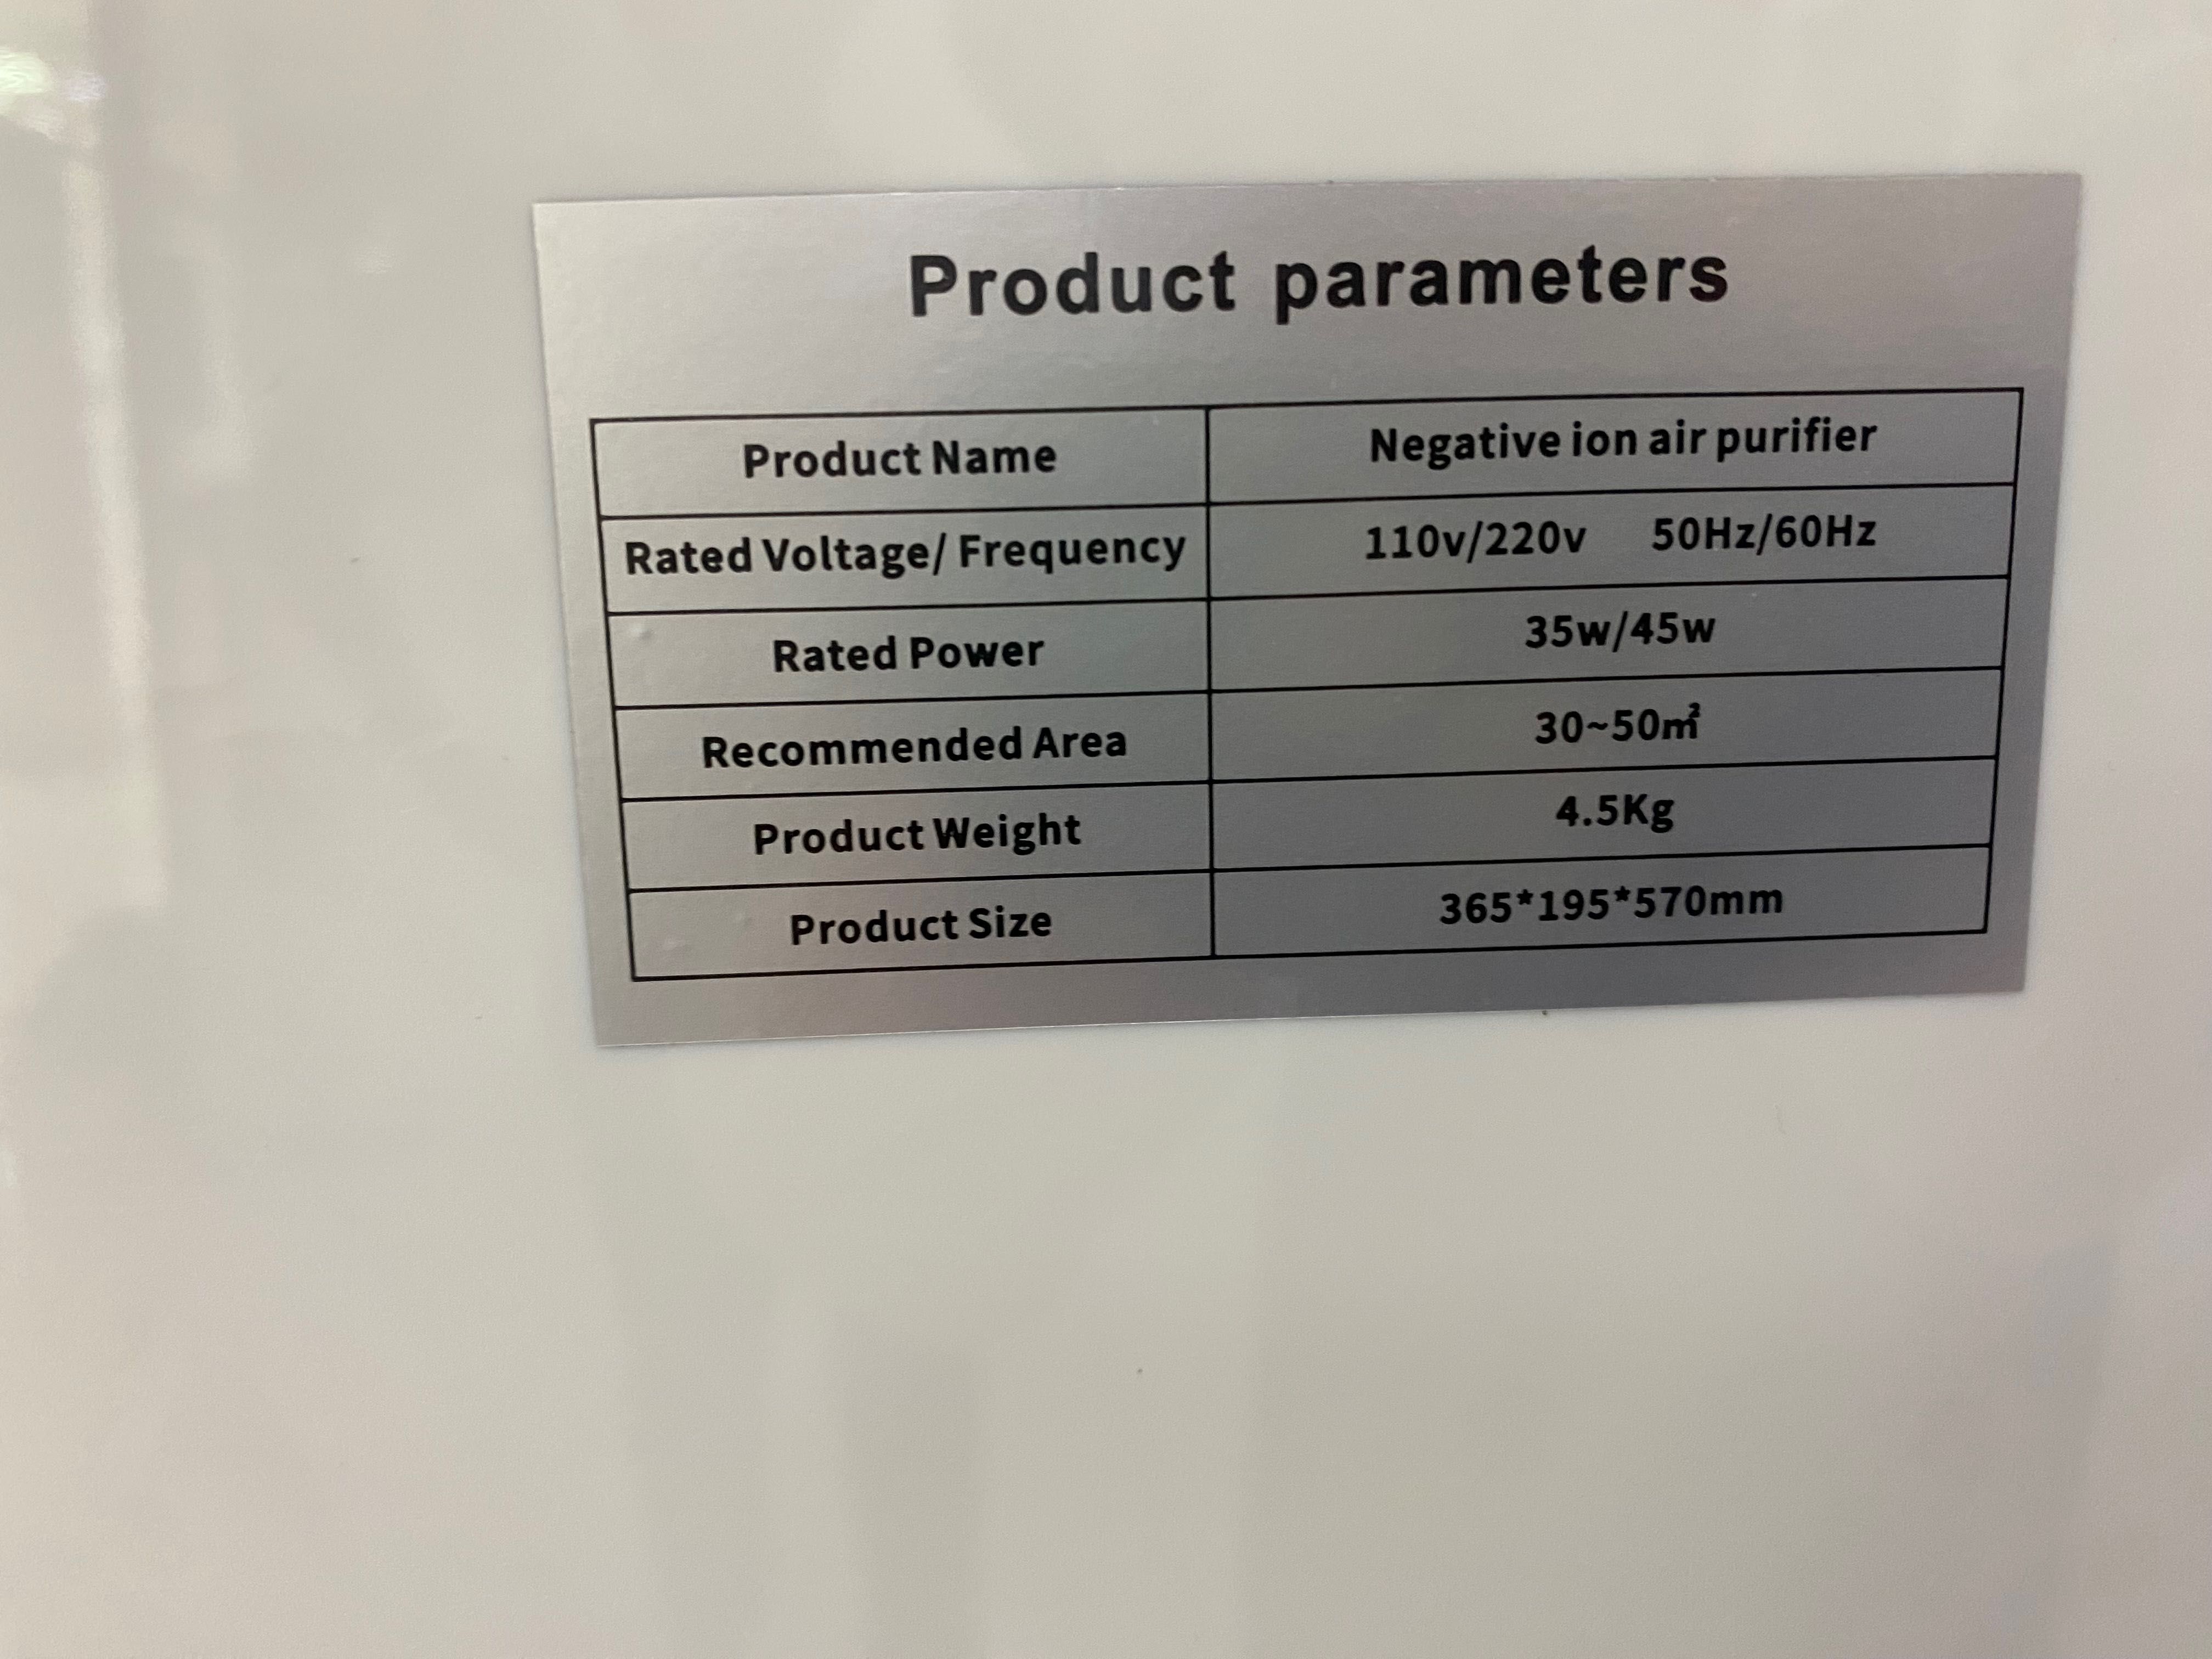 Product parameters
Product Name Negative ion air purifier
Rated Voltage/ Frequency 110v/220v 50Hz/60Hz
Rated Power 35w/45w
Recommended Area 30~50㎡
Product Weight 4.5Kg
Product Size 365*195*570mm